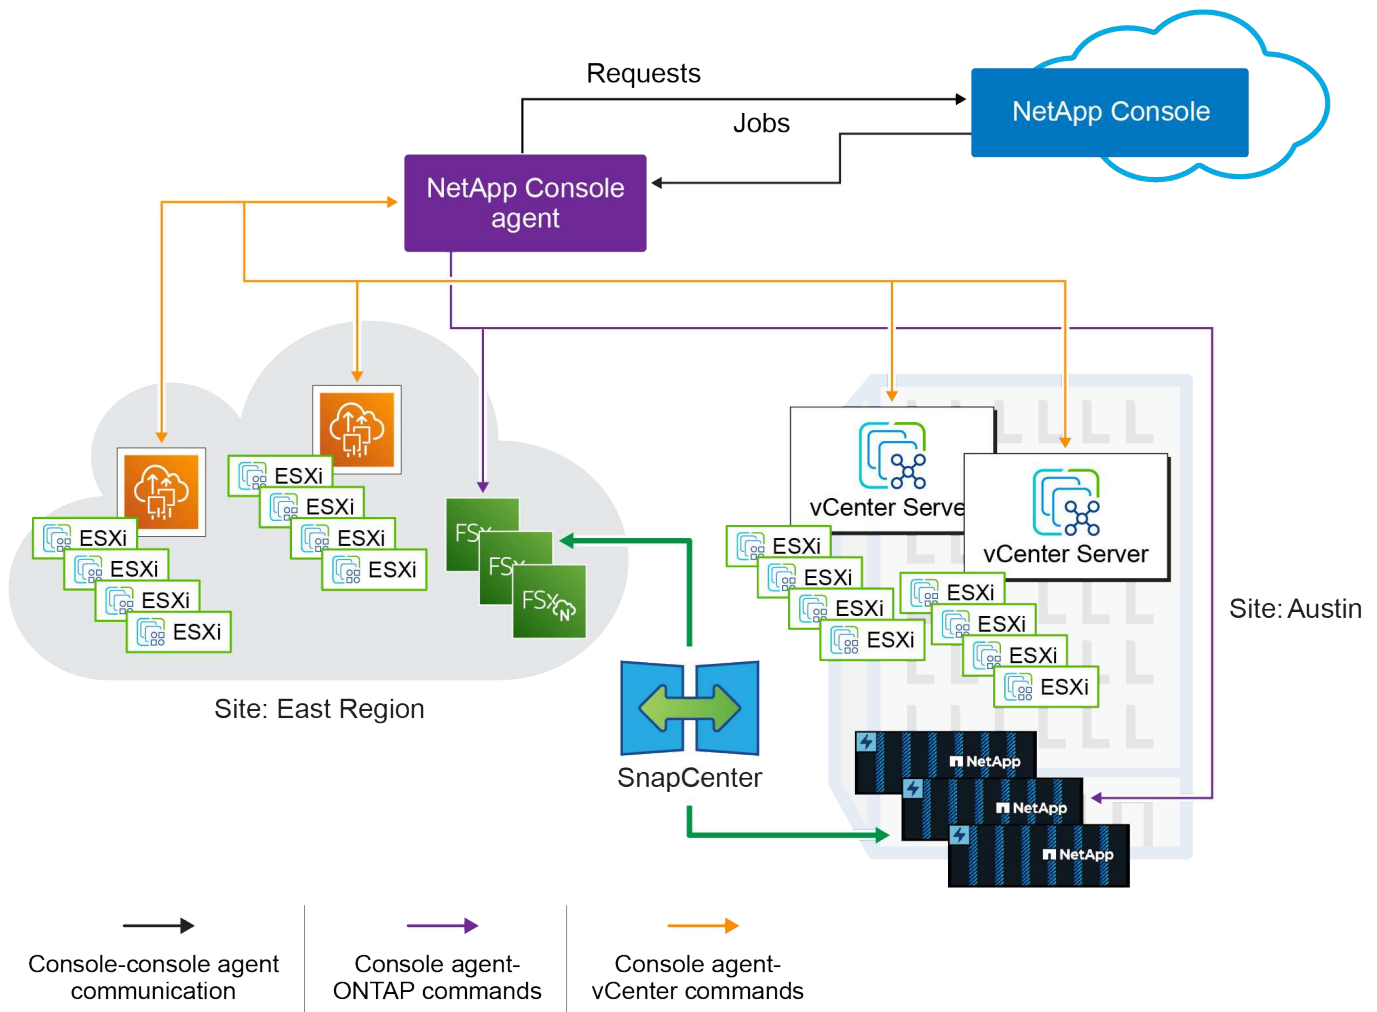 Requests
NetApp Console
Jobs
NetApp Console
agent
ESXi
ESXi
ESXi
ESXi
ESXi
ESXi
ESXi
ESXi
FSx
FSx
FSx
N
vCenter Serve
vCenter Server
ESXi
ESXi
ESXi
ESXi
ESXi
ESXi
ESXi
ESXi
Site: Austin
Site: East Region
SnapCenter
NetApp
NetApp
NetApp
Console-console agent
communication
Console agent-
ONTAP commands
Console agent-
vCenter commands